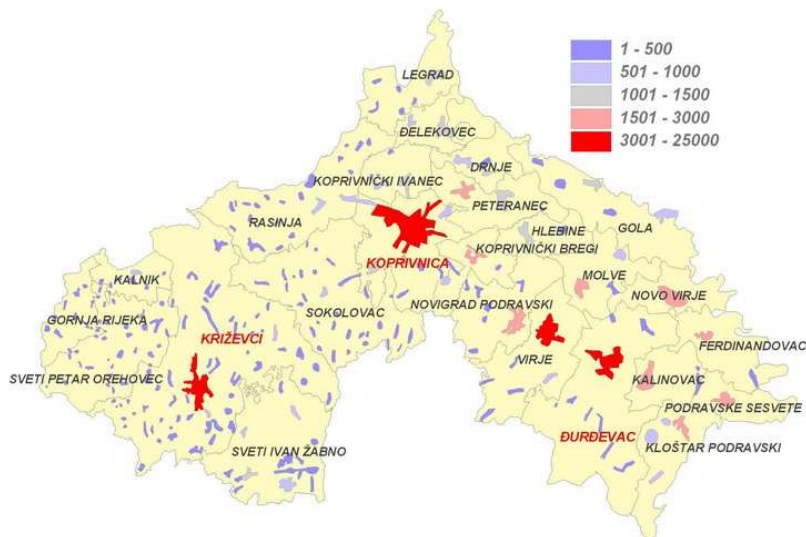 1 - 500
501 - 1000
1001 - 1500
1501 - 3000
3001 - 25000
LEGRAD
ĐELEKOVEC
DRNJE
KOPRIVNIČKI IVANEC
PETERANEC
RASINJA
HLEBINE
GOLA
KOPRIVNIČKI BREGI
KOPRIVNICA
KALNIK
MOLVE
NOVO VIRJE
NOVIGRAD PODRAVSKI
SOKOLOVAC
GORNJA RIJEKA
KRIŽEVCI
FERDINANDOVAC
VIRJE
SVETI PETAR OREHOVEC
KALINOVAC
PODRAVSKE SESVETE
ĐURĐEVAC
KLOŠTAR PODRAVSKI
SVETI IVAN ŽABNO